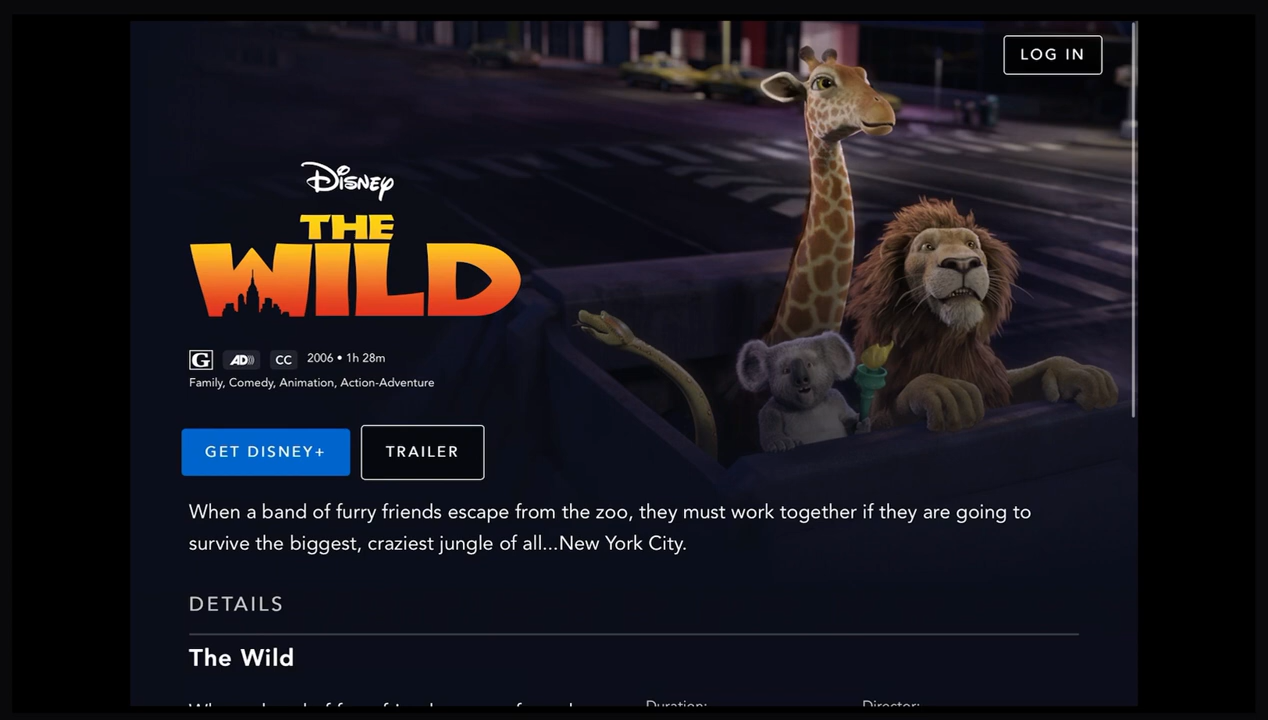 LOG IN
Disney
THE
WILD
G AD CC 2006 • 1h 28m
Family, Comedy, Animation, Action-Adventure
GET DISNEY+ TRAILER
When a band of furry friends escape from the zoo, they must work together if they are going to
survive the biggest, craziest jungle of all...New York City.
DETAILS
The Wild
Duration: Director: